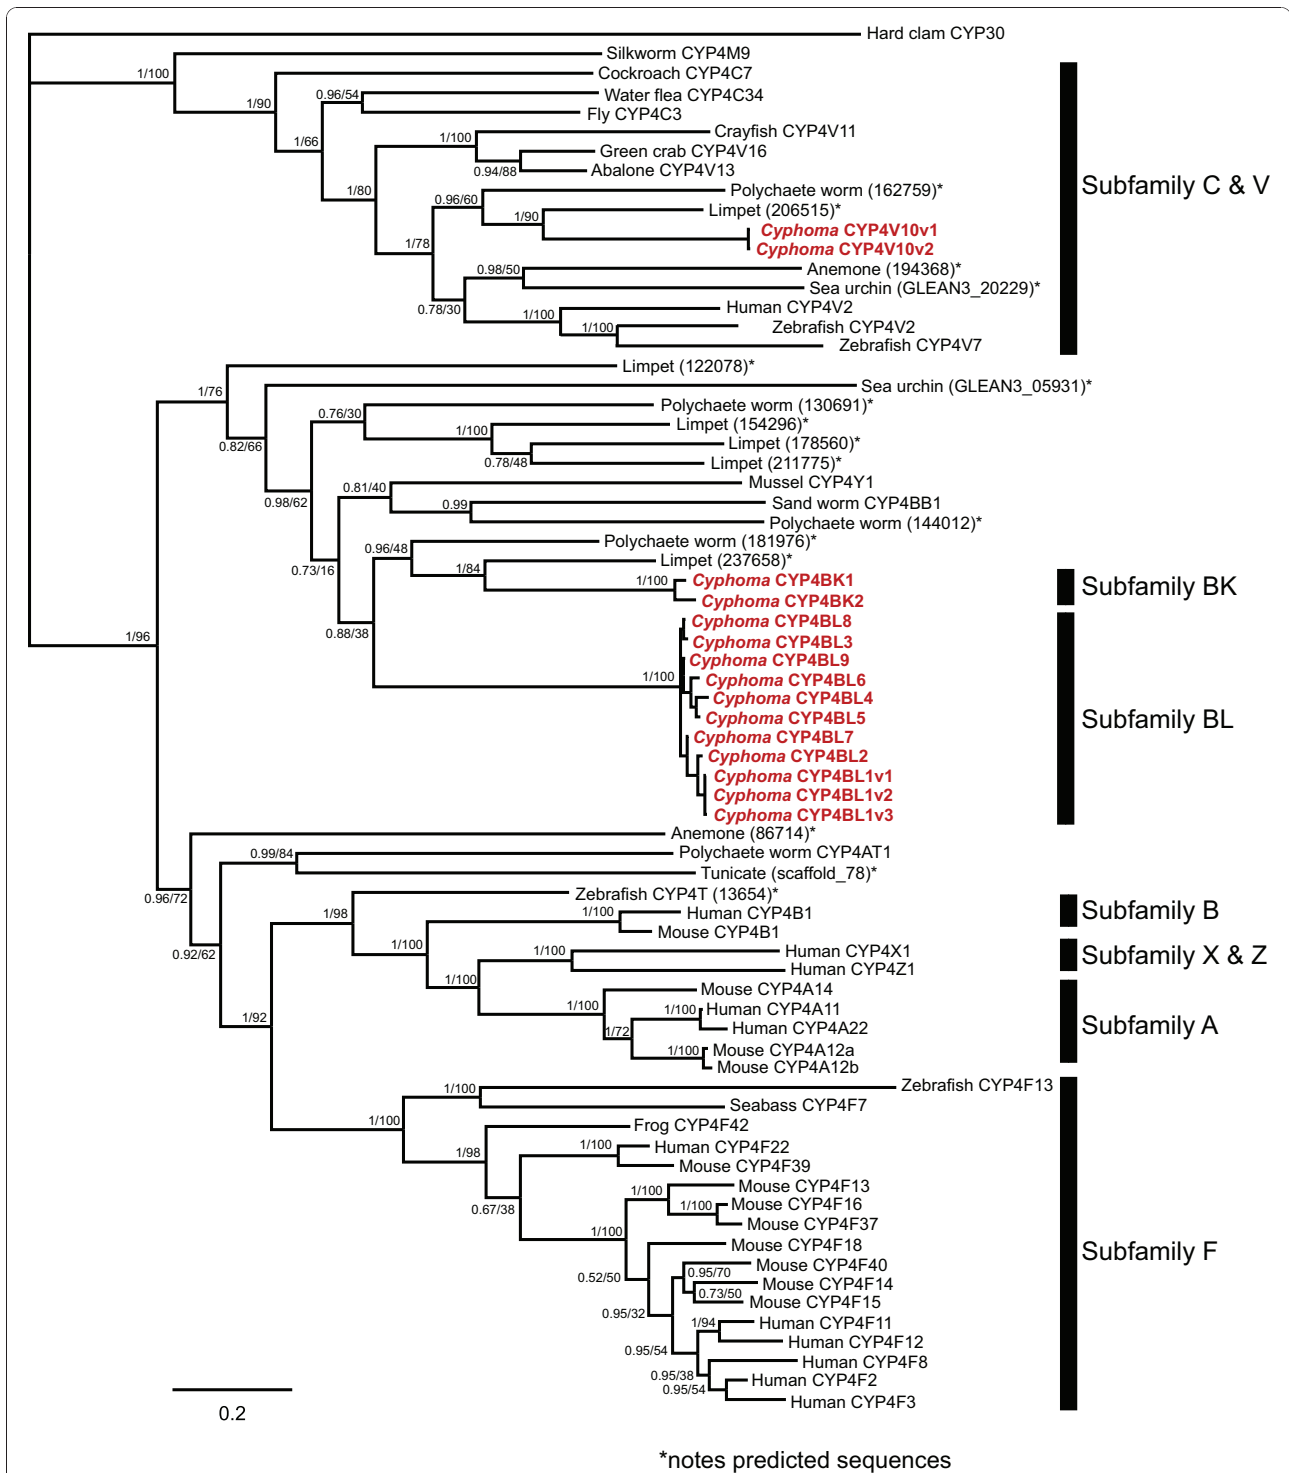 Hard clam CYP30
Silkworm CYP4M9
1/100
Cockroach CYP4C7
0.96/54
Water flea CYP4C34
1/90
Fly CYP4C3
Crayfish CYP4V11
1/100
1/66
Green crab CYP4V16
0.94/88
Abalone CYP4V13
Subfamily C & V
1/80
0.96/60
Polychaete worm (162759)*
Limpet (206515)*
1/90
Cyphoma CYP4V10v1
1/78
Cyphoma CYP4V10v2
0.98/50
Anemone (194368)*
Sea urchin (GLEAN3_20229)*
0.78/30
Human CYP4V2
1/100
1/100
Zebrafish CYP4V2
Zebrafish CYP4V7
Limpet (122078)*
1/76
Sea urchin (GLEAN3_05931)*
0.76/30
Polychaete worm (130691)*
Limpet (154296)*
1/100
0.82/66
Limpet (178560)*
0.78/48
Limpet (211775)*
0.81/40
Mussel CYP4Y1
0.98/62
0.99
Sand worm CYP4BB1
Polychaete worm (144012)*
0.96/48
Polychaete worm (181976)*
0.73/16
1/84
Limpet (237658)*
1/100
Cyphoma CYP4BK1
Subfamily BK
Cyphoma CYP4BK2
Cyphoma CYP4BL8
0.88/38
1/96
Cyphoma CYP4BL3
Cyphoma CYP4BL9
1/100
Cyphoma CYP4BL6
Cyphoma CYP4BL4
Cyphoma CYP4BL5
Subfamily BL
Cyphoma CYP4BL7
Cyphoma CYP4BL2
Cyphoma CYP4BL1v1
Cyphoma CYP4BL1v2
Cyphoma CYP4BL1v3
Anemone (86714)*
0.99/84
Polychaete worm CYP4AT1
Tunicate (scaffold_78)*
0.96/72
Zebrafish CYP4T (13654)*
1/98
1/100
Human CYP4B1
Subfamily B
Mouse CYP4B1
1/100
0.92/62
1/100
Human CYP4X1
Subfamily X & Z
Human CYP4Z1
1/100
Mouse CYP4A14
1/100
1/100
Human CYP4A11
1/92
1/72
Human CYP4A22
Subfamily A
1/100
Mouse CYP4A12a
Mouse CYP4A12b
1/100
Zebrafish CYP4F13
Seabass CYP4F7
1/100
Frog CYP4F42
1/98
1/100
Human CYP4F22
Mouse CYP4F39
1/100
Mouse CYP4F13
0.67/38
1/100
Mouse CYP4F16
Mouse CYP4F37
1/100
Mouse CYP4F18
Subfamily F
0.52/50
0.95/70
Mouse CYP4F40
Mouse CYP4F14
0.73/50
Mouse CYP4F15
0.95/32
1/94
Human CYP4F11
Human CYP4F12
0.95/54
Human CYP4F8
0.95/38
Human CYP4F2
0.95/54
Human CYP4F3
0.2
*notes predicted sequences